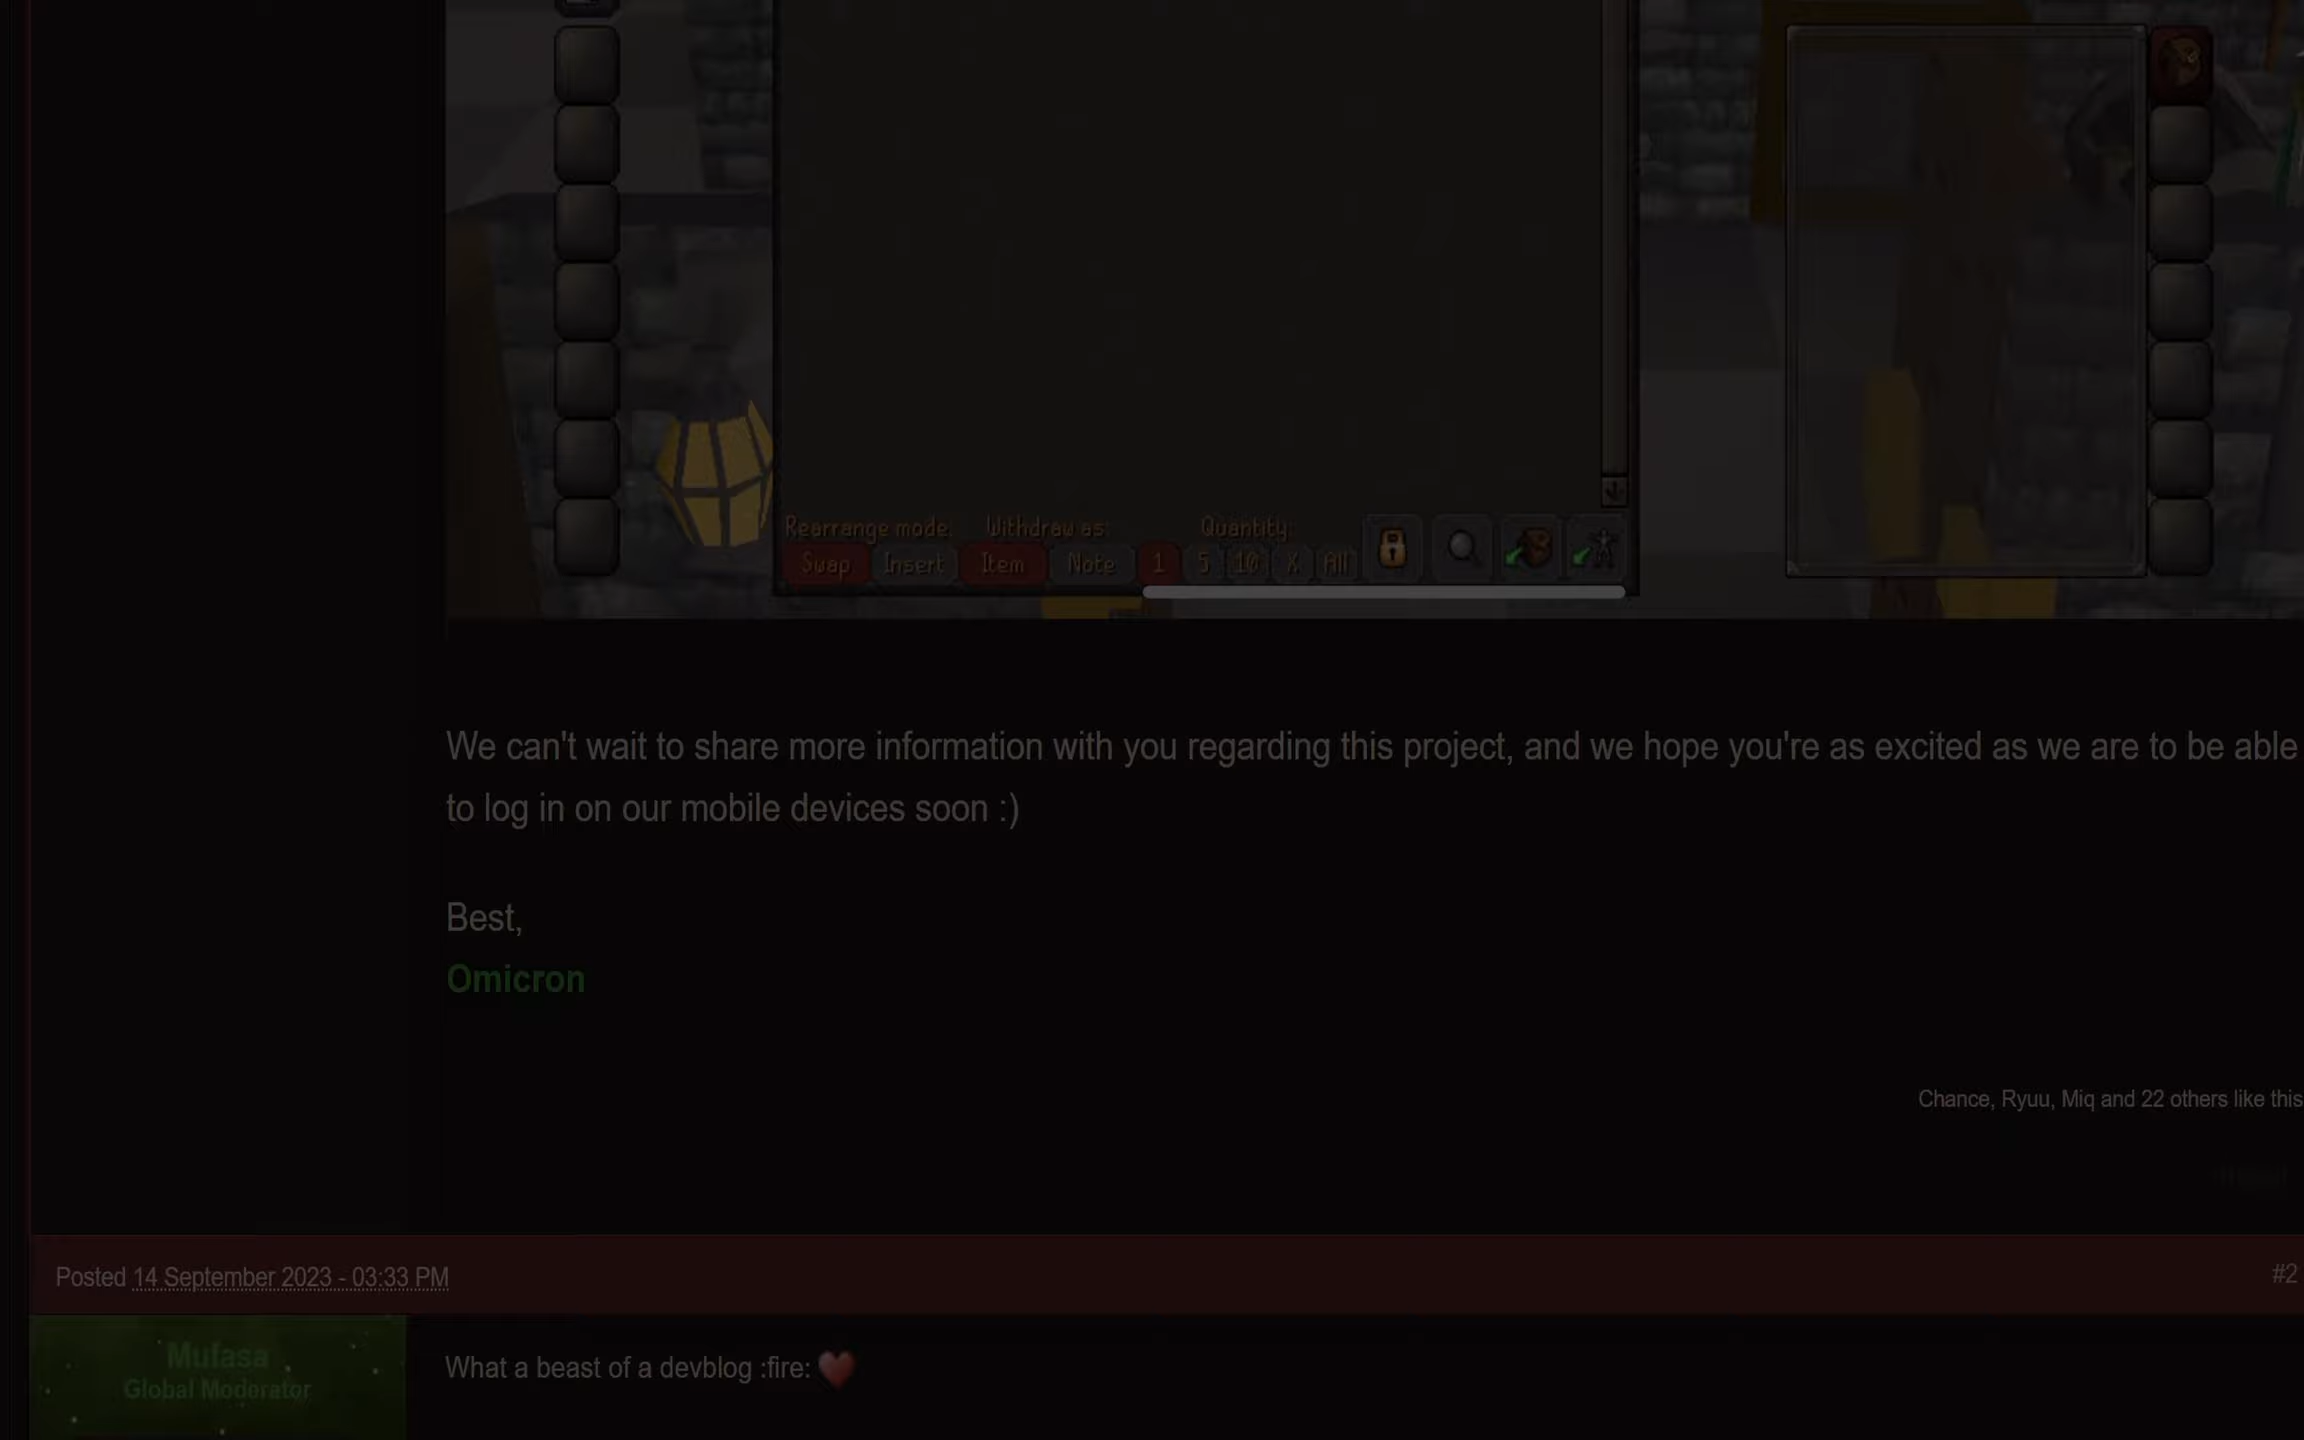 Rearrange mode: Withdraw as: Quantity:
Swap Insert Item Note 1 5 10 X All
We can't wait to share more information with you regarding this project, and we hope you're as excited as we are to be able
to log in on our mobile devices soon :)
Best,
Omicron
Chance, Ryuu, Miq and 22 others like this
Posted 14 September 2023 - 03:33 PM #2
Mufasa
Global Moderator
What a beast of a devblog :fire: